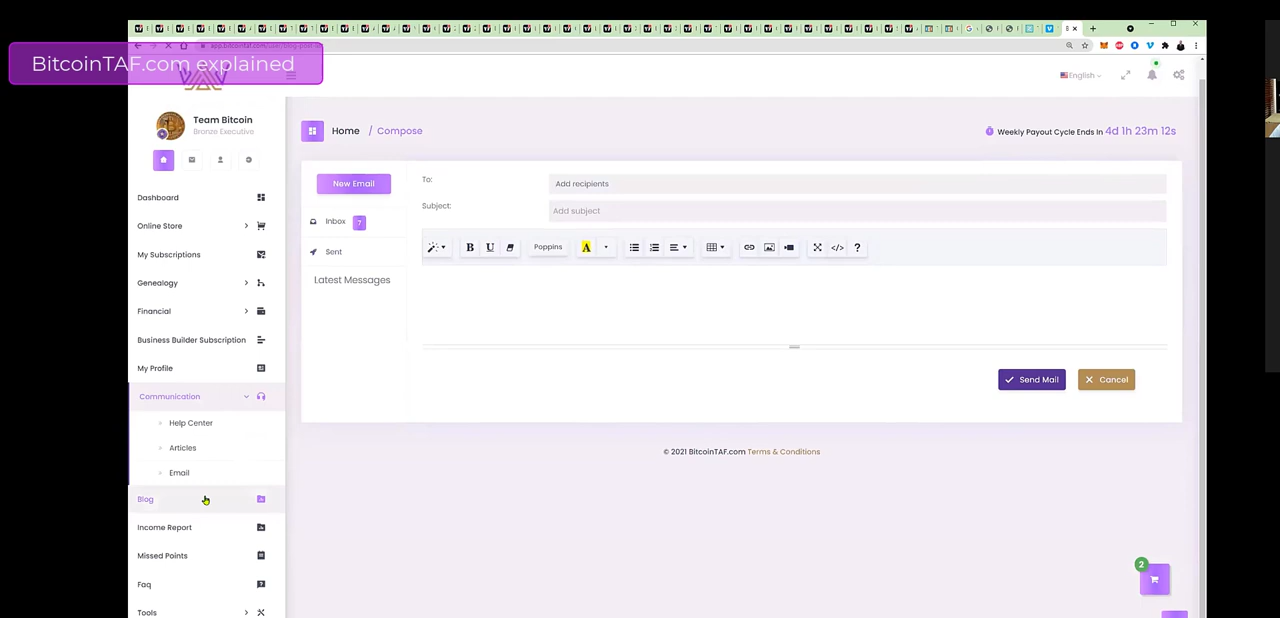 BitcoinTAF.com explained
English
Team Bitcoin
Bronze Executive
Home / Compose
Weekly Payout Cycle Ends In 4d 1h 23m 12s
Dashboard
Online Store
My Subscriptions
Genealogy
Financial
Business Builder Subscription
My Profile
Communication
Help Center
Articles
Email
Blog
Income Report
Missed Points
Faq
Tools
New Email
Inbox 7
Sent
Latest Messages
To:
Add recipients
Subject:
Add subject
B U Poppins A </> ?
Send Mail
Cancel
© 2021 BitcoinTAF.com Terms & Conditions
2